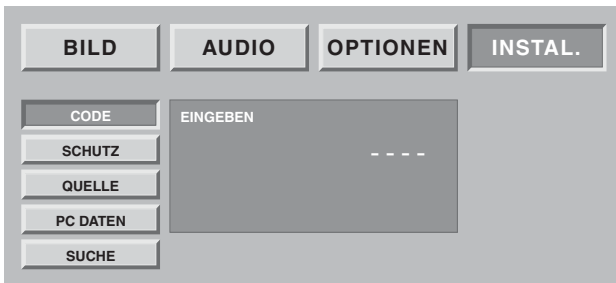 BILD AUDIO OPTIONEN INSTAL.
CODE EINGEBEN
SCHUTZ - - - -
QUELLE
PC DATEN
SUCHE